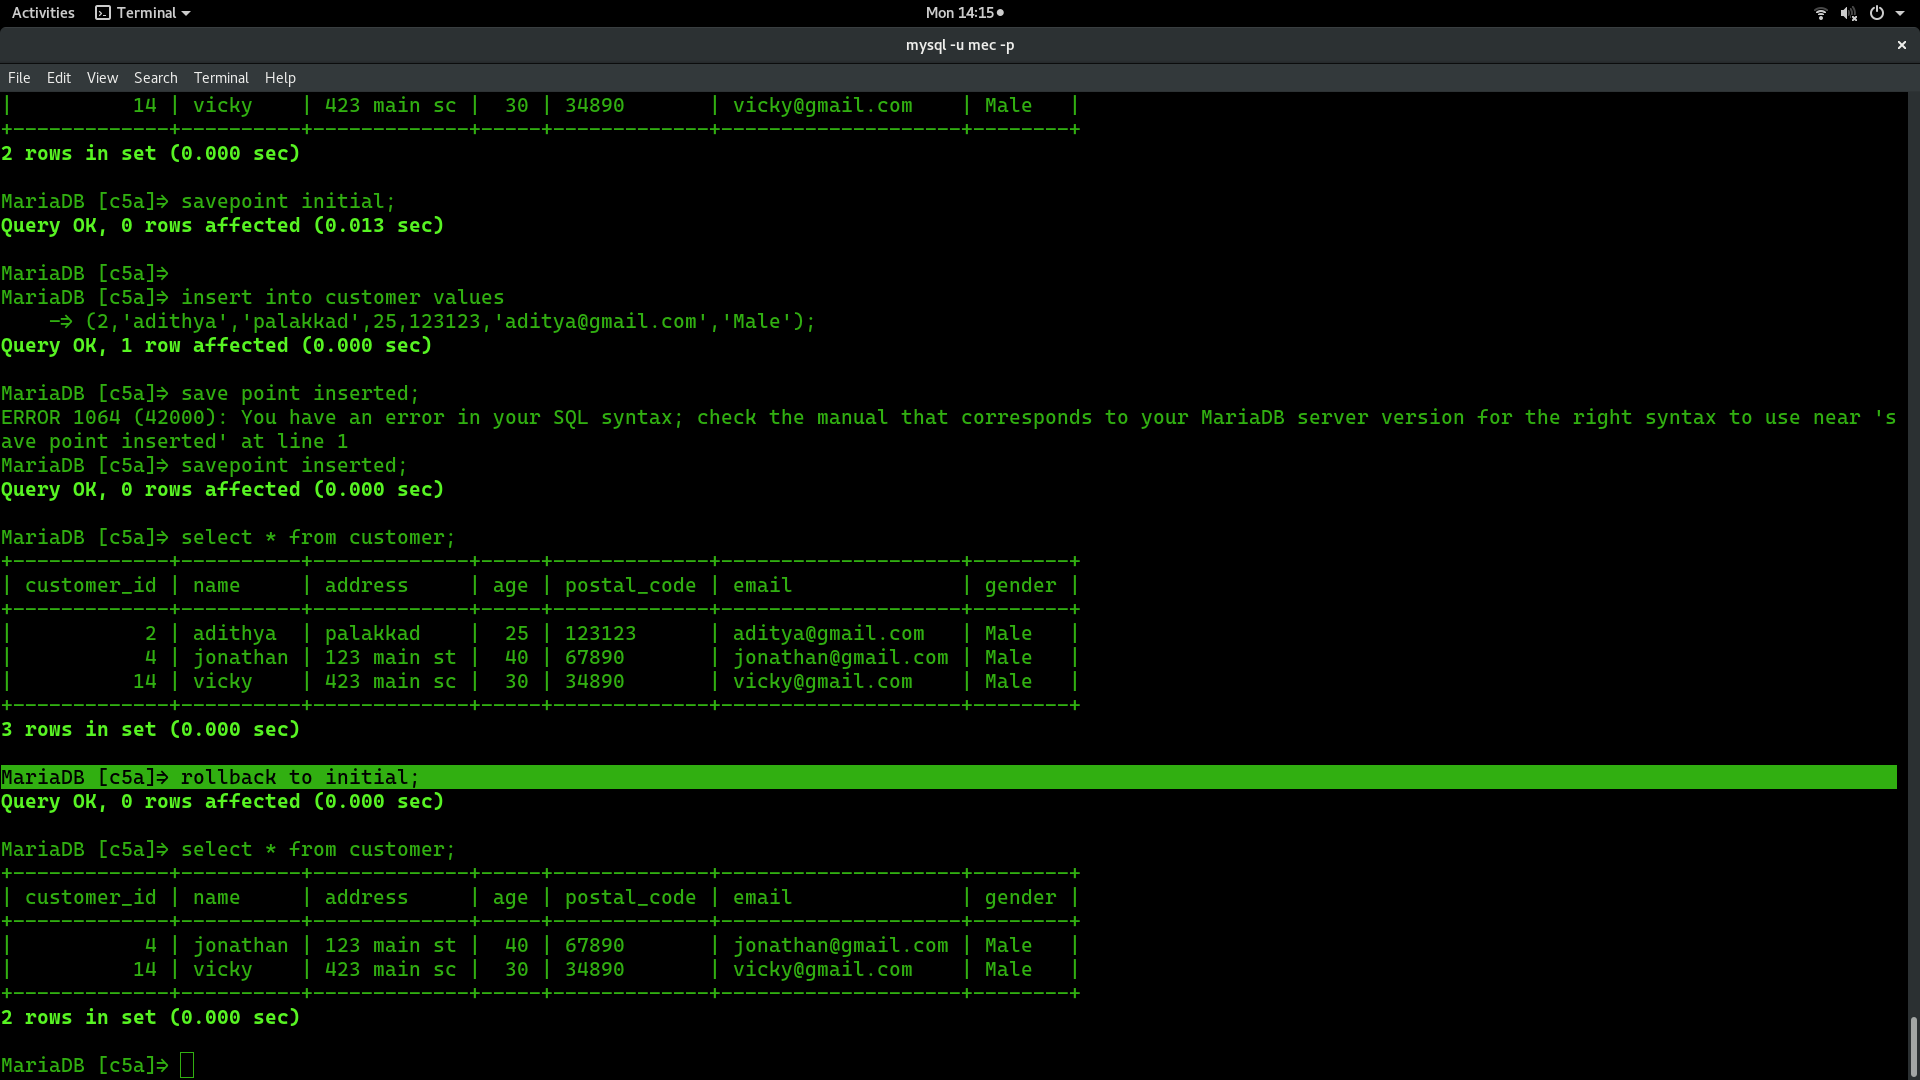 Activities Terminal Mon 14:15
mysql -u mec -p
File Edit View Search Terminal Help
| 14 | vicky | 423 main sc | 30 | 34890 | vicky@gmail.com | Male |
+-------------+----------+-------------+-----+-------------+--------------------+--------+
2 rows in set (0.000 sec)
MariaDB [c5a]> savepoint initial;
Query OK, 0 rows affected (0.013 sec)
MariaDB [c5a]>
MariaDB [c5a]> insert into customer values
-> (2,'adithya','palakkad',25,123123,'aditya@gmail.com','Male');
Query OK, 1 row affected (0.000 sec)
MariaDB [c5a]> save point inserted;
ERROR 1064 (42000): You have an error in your SQL syntax; check the manual that corresponds to your MariaDB server version for the right syntax to use near 's
ave point inserted' at line 1
MariaDB [c5a]> savepoint inserted;
Query OK, 0 rows affected (0.000 sec)
MariaDB [c5a]> select * from customer;
+-------------+----------+-------------+-----+-------------+--------------------+--------+
| customer_id | name | address | age | postal_code | email | gender |
+-------------+----------+-------------+-----+-------------+--------------------+--------+
| 2 | adithya | palakkad | 25 | 123123 | aditya@gmail.com | Male |
| 4 | jonathan | 123 main st | 40 | 67890 | jonathan@gmail.com | Male |
| 14 | vicky | 423 main sc | 30 | 34890 | vicky@gmail.com | Male |
+-------------+----------+-------------+-----+-------------+--------------------+--------+
3 rows in set (0.000 sec)
MariaDB [c5a]> rollback to initial;
Query OK, 0 rows affected (0.000 sec)
MariaDB [c5a]> select * from customer;
+-------------+----------+-------------+-----+-------------+--------------------+--------+
| customer_id | name | address | age | postal_code | email | gender |
+-------------+----------+-------------+-----+-------------+--------------------+--------+
| 4 | jonathan | 123 main st | 40 | 67890 | jonathan@gmail.com | Male |
| 14 | vicky | 423 main sc | 30 | 34890 | vicky@gmail.com | Male |
+-------------+----------+-------------+-----+-------------+--------------------+--------+
2 rows in set (0.000 sec)
MariaDB [c5a]>